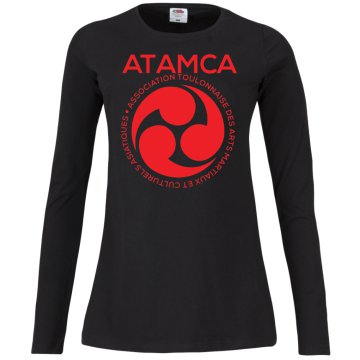 ATAMCA
• ASSOCIATION TOULONNAISE DES ARTS MARTIAUX ET CULTURELS ASIATIQUES